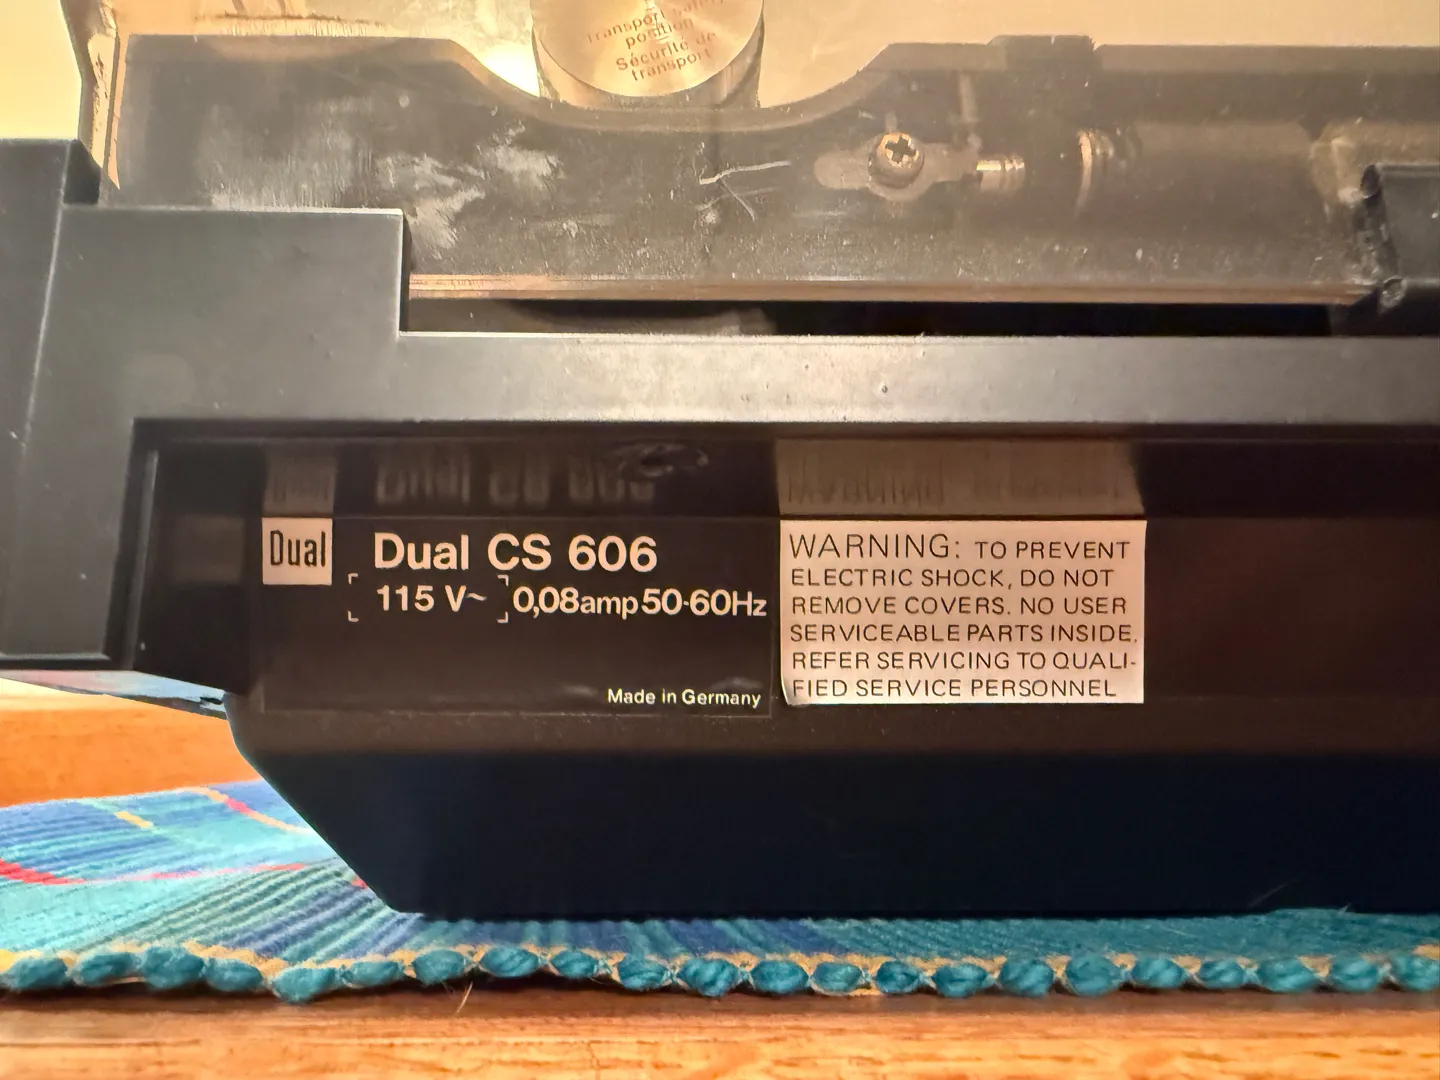 Transport safety
position
Sécurité de
transport
Dual
Dual CS 606
115 V~ 0,08amp 50-60Hz
Made in Germany
WARNING: TO PREVENT
ELECTRIC SHOCK, DO NOT
REMOVE COVERS. NO USER
SERVICEABLE PARTS INSIDE.
REFER SERVICING TO QUALI-
FIED SERVICE PERSONNEL